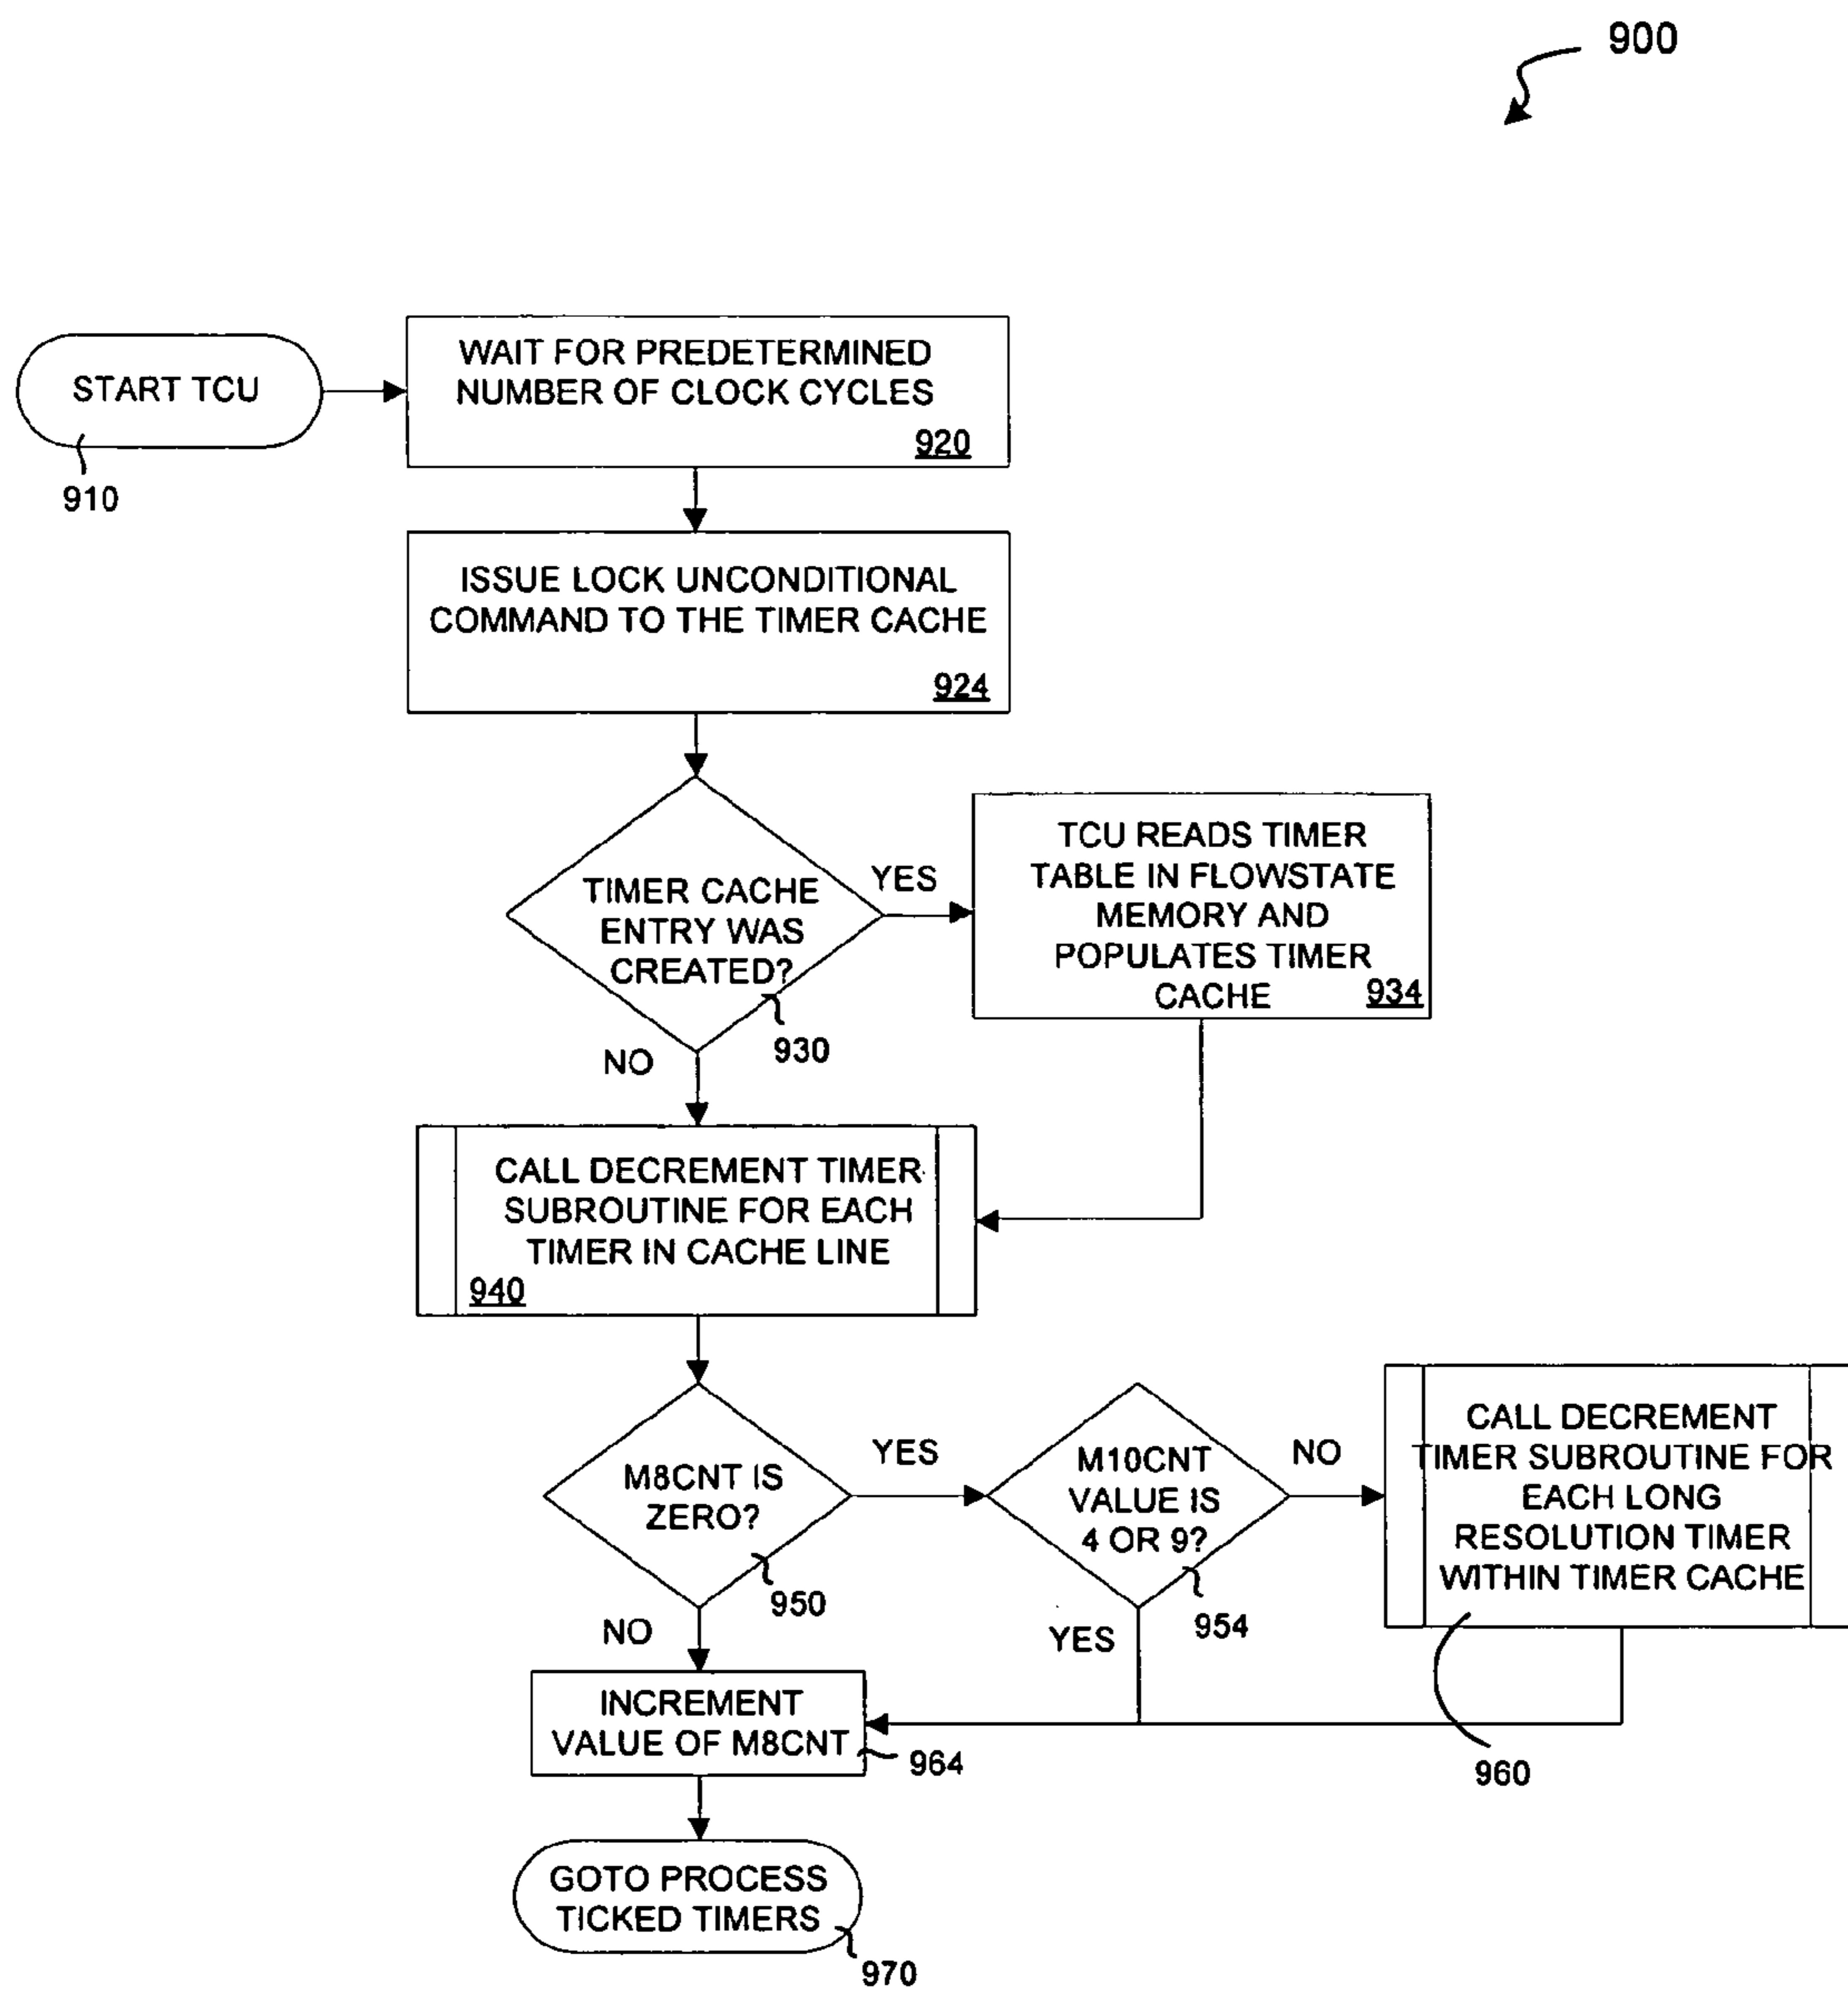 900
START TCU
910
WAIT FOR PREDETERMINED
NUMBER OF CLOCK CYCLES
920
ISSUE LOCK UNCONDITIONAL
COMMAND TO THE TIMER CACHE
924
TIMER CACHE
ENTRY WAS
CREATED?
930
YES
TCU READS TIMER
TABLE IN FLOWSTATE
MEMORY AND
POPULATES TIMER
CACHE
934
NO
CALL DECREMENT TIMER
SUBROUTINE FOR EACH
TIMER IN CACHE LINE
940
M8CNT IS
ZERO?
950
YES
M10CNT
VALUE IS
4 OR 9?
954
NO
CALL DECREMENT
TIMER SUBROUTINE FOR
EACH LONG
RESOLUTION TIMER
WITHIN TIMER CACHE
960
NO
YES
INCREMENT
VALUE OF M8CNT
964
GOTO PROCESS
TICKED TIMERS
970